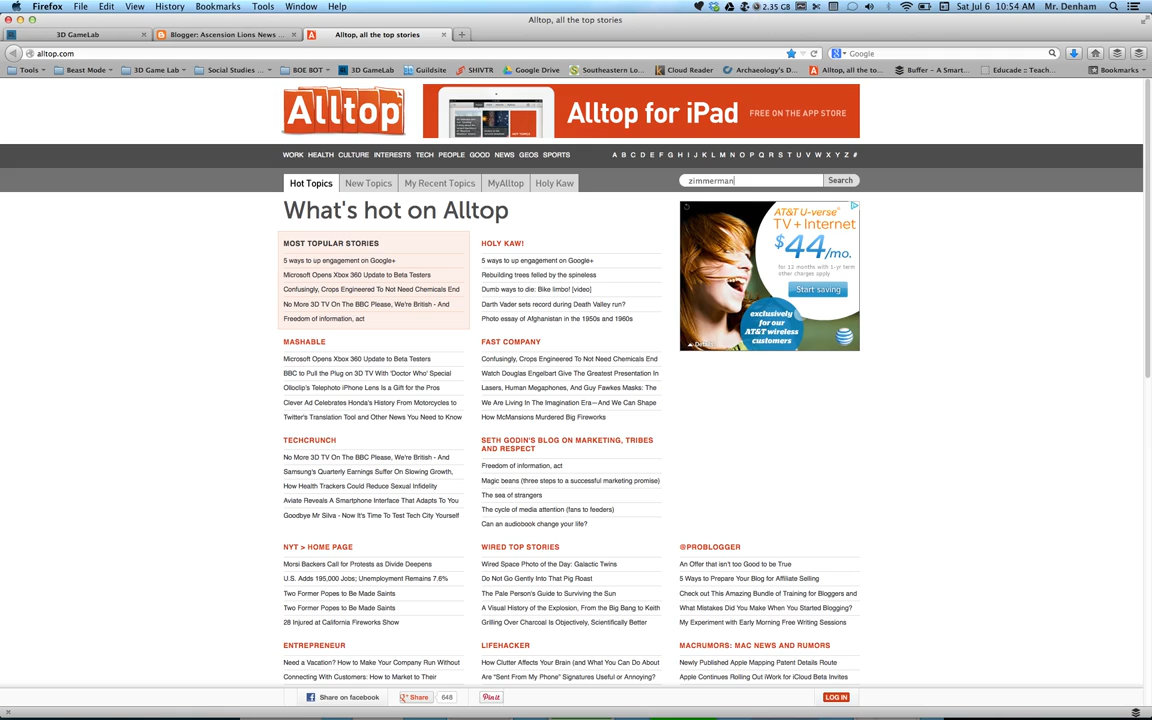 Firefox File Edit View History Bookmarks Tools Window Help
2.35 GB Sat Jul 6 10:54 AM Mr. Denham
Alltop, all the top stories
3D GameLab
Blogger: Ascension Lions News ...
Alltop, all the top stories
alltop.com
Google
Tools
Beast Mode
3D Game Lab
Social Studies ...
BOE BOT
3D GameLab
Guildsite
SHIVTR
Google Drive
Southeastern Lo...
Cloud Reader
Archaeology's D...
Alltop, all the to...
Buffer - A Smart...
Educade :: Teach...
Bookmarks
Alltop
Alltop for iPad FREE ON THE APP STORE
WORK HEALTH CULTURE INTERESTS TECH PEOPLE GOOD NEWS GEOS SPORTS
A B C D E F G H I J K L M N O P Q R S T U V W X Y Z #
Hot Topics New Topics My Recent Topics MyAlltop Holy Kaw
zimmerman Search
What's hot on Alltop
MOST TOPULAR STORIES
5 ways to up engagement on Google+
Microsoft Opens Xbox 360 Update to Beta Testers
Confusingly, Crops Engineered To Not Need Chemicals End
No More 3D TV On The BBC Please, We're British - And
Freedom of information, act
HOLY KAW!
5 ways to up engagement on Google+
Rebuilding trees felled by the spineless
Dumb ways to die: Bike limbo! [video]
Darth Vader sets record during Death Valley run?
Photo essay of Afghanistan in the 1950s and 1960s
AT&T U-verse®
TV + Internet
$44/mo.
for 12 months with 1-yr term
other charges apply
Start saving
exclusively
for our
AT&T wireless
customers
Details
at&t
MASHABLE
Microsoft Opens Xbox 360 Update to Beta Testers
BBC to Pull the Plug on 3D TV With 'Doctor Who' Special
Olloclip's Telephoto iPhone Lens Is a Gift for the Pros
Clever Ad Celebrates Honda's History From Motorcycles to
Twitter's Translation Tool and Other News You Need to Know
FAST COMPANY
Confusingly, Crops Engineered To Not Need Chemicals End
Watch Douglas Engelbart Give The Greatest Presentation In
Lasers, Human Megaphones, And Guy Fawkes Masks: The
We Are Living In The Imagination Era—And We Can Shape
How McMansions Murdered Big Fireworks
TECHCRUNCH
No More 3D TV On The BBC Please, We're British - And
Samsung's Quarterly Earnings Suffer On Slowing Growth,
How Health Trackers Could Reduce Sexual Infidelity
Aviate Reveals A Smartphone Interface That Adapts To You
Goodbye Mr Silva - Now It's Time To Test Tech City Yourself
SETH GODIN'S BLOG ON MARKETING, TRIBES
AND RESPECT
Freedom of information, act
Magic beans (three steps to a successful marketing promise)
The sea of strangers
The cycle of media attention (fans to feeders)
Can an audiobook change your life?
NYT > HOME PAGE
Morsi Backers Call for Protests as Divide Deepens
U.S. Adds 195,000 Jobs; Unemployment Remains 7.6%
Two Former Popes to Be Made Saints
Two Former Popes to Be Made Saints
28 Injured at California Fireworks Show
WIRED TOP STORIES
Wired Space Photo of the Day: Galactic Twins
Do Not Go Gently Into That Pig Roast
The Pale Person's Guide to Surviving the Sun
A Visual History of the Explosion, From the Big Bang to Keith
Grilling Over Charcoal Is Objectively, Scientifically Better
@PROBLOGGER
An Offer that isn't too Good to be True
5 Ways to Prepare Your Blog for Affiliate Selling
Check out This Amazing Bundle of Training for Bloggers and
What Mistakes Did You Make When You Started Blogging?
My Experiment with Early Morning Free Writing Sessions
ENTREPRENEUR
Need a Vacation? How to Make Your Company Run Without
Connecting With Customers: How to Market to Their
LIFEHACKER
How Clutter Affects Your Brain (and What You Can Do About
Are "Sent From My Phone" Signatures Useful or Annoying?
MACRUMORS: MAC NEWS AND RUMORS
Newly Published Apple Mapping Patent Details Route
Apple Continues Rolling Out iWork for iCloud Beta Invites
Share on facebook Share 648 Pin it LOG IN